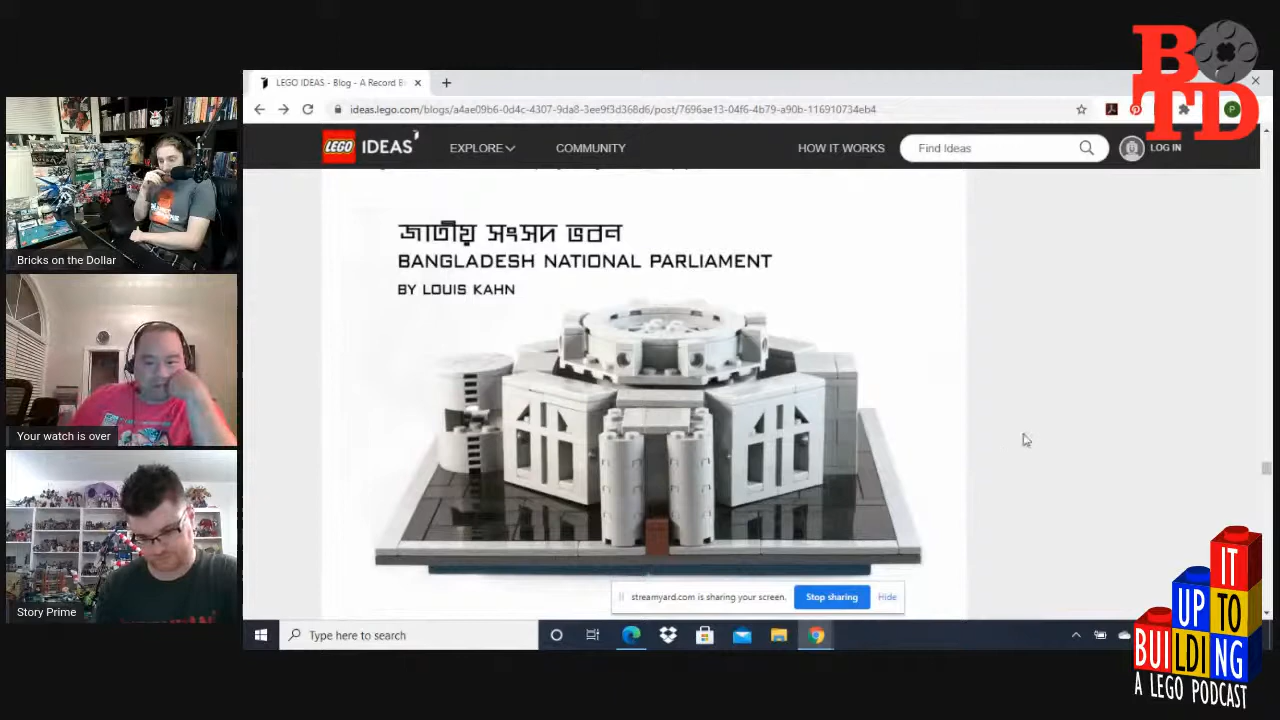 LEGO IDEAS - Blog - A Record B
ideas.lego.com/blogs/a4ae09b6-0d4c-4307-9da8-3ee9f3d368d6/post/7696ae13-04f6-4b79-a90b-116910734eb4
LEGO IDEAS
EXPLORE
COMMUNITY
HOW IT WORKS
Find Ideas
LOG IN
BOTD
জাতীয় সংসদ ভবন
BANGLADESH NATIONAL PARLIAMENT
BY LOUIS KAHN
Bricks on the Dollar
Your watch is over
Story Prime
streamyard.com is sharing your screen.
Stop sharing
Hide
Type here to search
BUILDING
UP TO
IT
A LEGO PODCAST